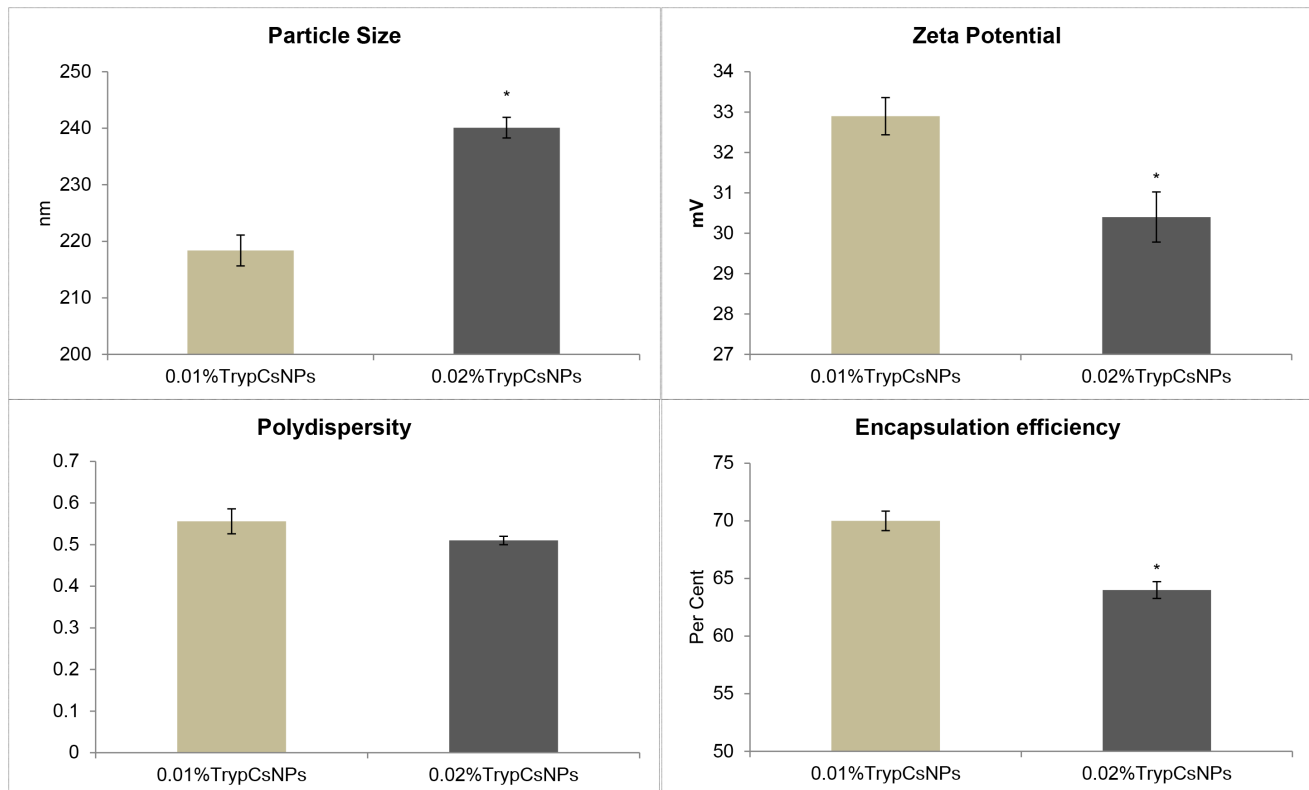 Particle Size
250
240
230
220
210
200
nm
*
0.01%TrypCsNPs 0.02%TrypCsNPs
Zeta Potential
34
33
32
31
30
29
28
27
mV
*
0.01%TrypCsNPs 0.02%TrypCsNPs
Polydispersity
0.7
0.6
0.5
0.4
0.3
0.2
0.1
0
0.01%TrypCsNPs 0.02%TrypCsNPs
Encapsulation efficiency
75
70
65
60
55
50
Per Cent
*
0.01%TrypCsNPs 0.02%TrypCsNPs